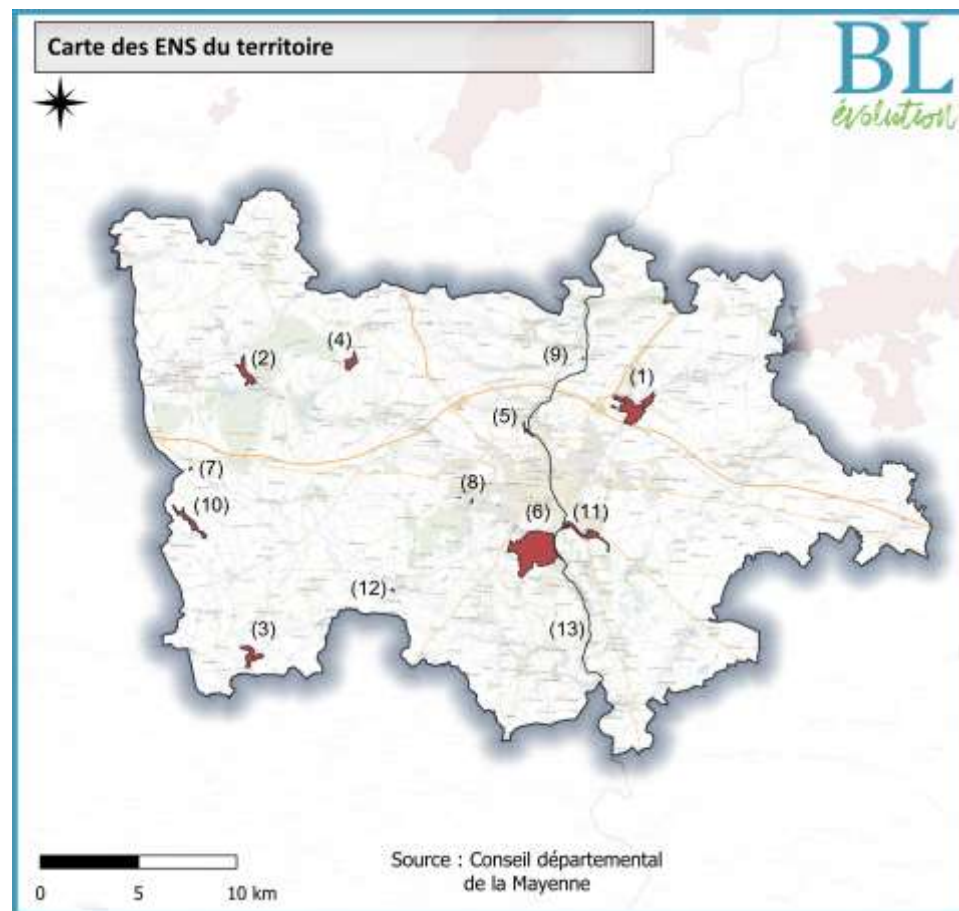 Carte des ENS du territoire
BL
évolution
(4)
(2)
(9)
(1)
(5)
(7)
(8)
(10)
(6)
(11)
(12)
(3)
(13)
Source : Conseil départemental
de la Mayenne
0 5 10 km